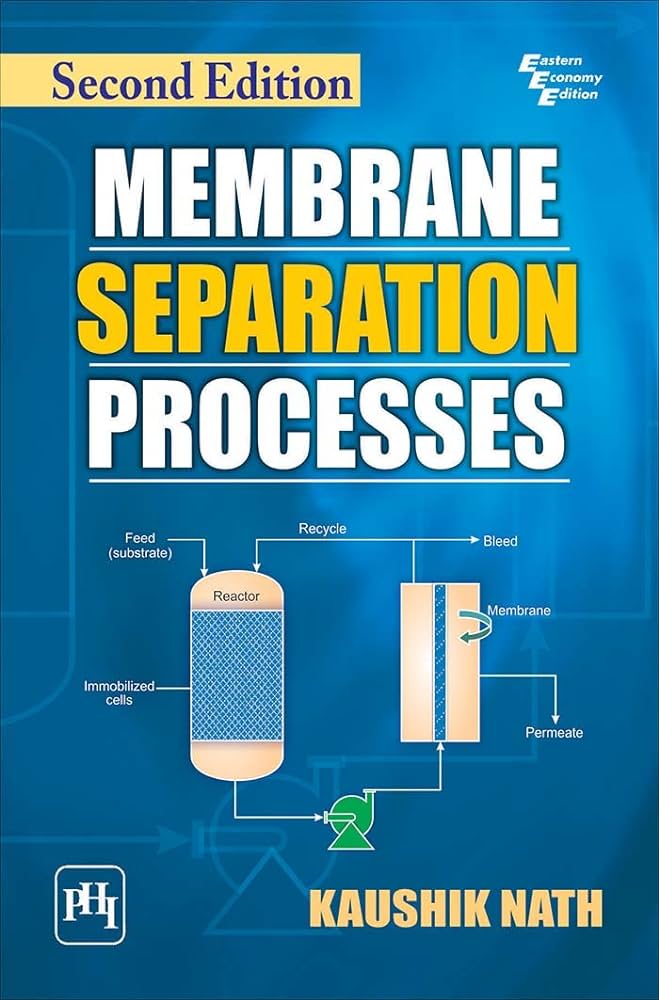 Second Edition
Eastern
Economy
Edition
MEMBRANE
SEPARATION
PROCESSES
Feed
(substrate)
Recycle
Bleed
Reactor
Membrane
Immobilized
cells
Permeate
PHI
KAUSHIK NATH